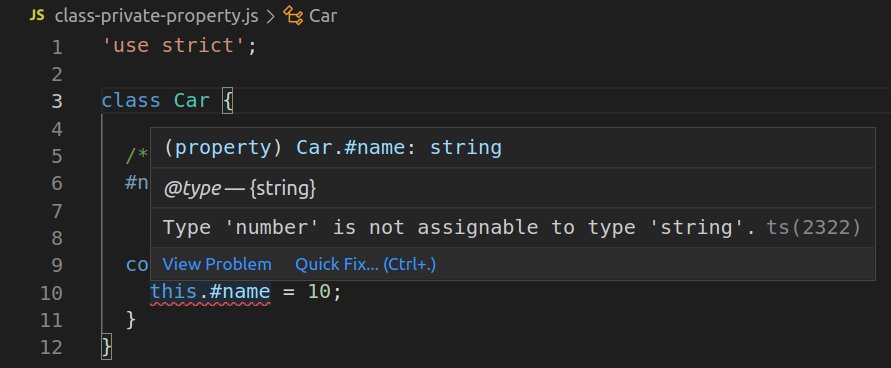 JS class-private-property.js > Car
1 'use strict';
2
3 class Car {
4
(property) Car.#name: string
5 /*
6 #n
@type — {string}
7
Type 'number' is not assignable to type 'string'. ts(2322)
8
9 co
View Problem Quick Fix... (Ctrl+.)
10 this.#name = 10;
11 }
12 }